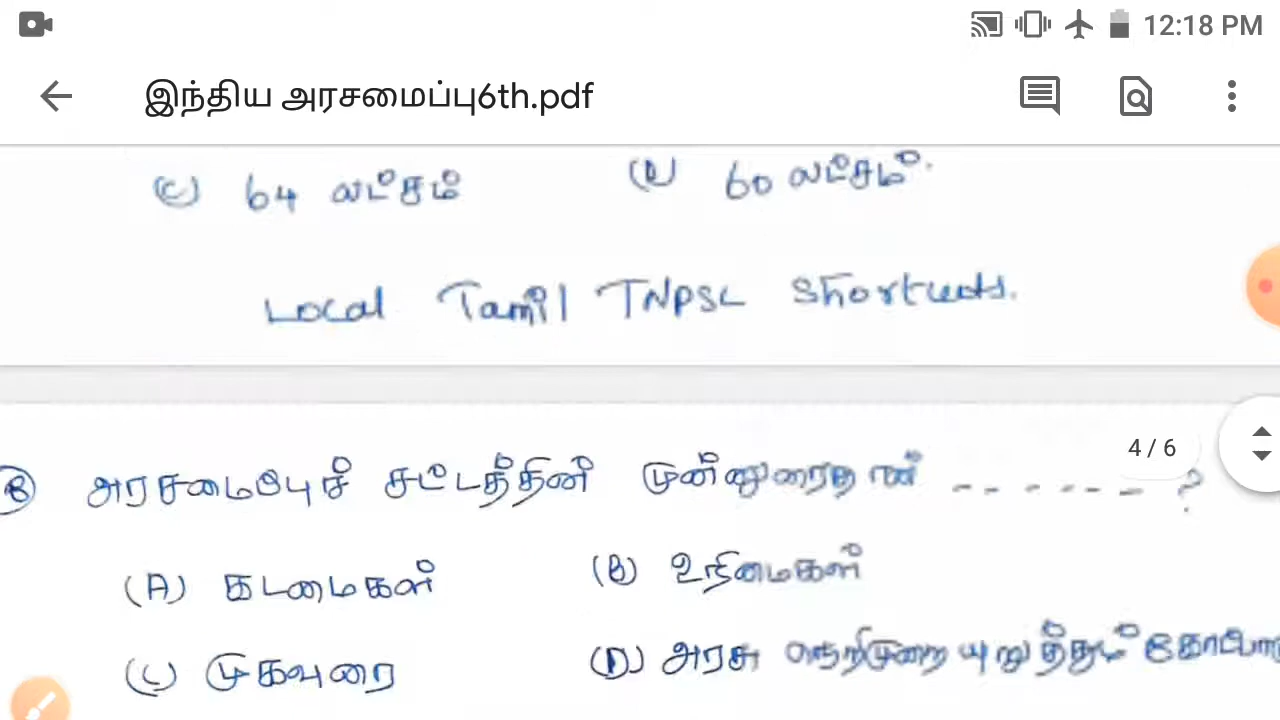 12:18 PM
இந்திய அரசமைப்பு6th.pdf
(C) 64 லட்சம் (D) 60 லட்சம்.
Local Tamil TNPSC Shortcuts.
4 / 6
8 அரசமைப்புச் சட்டத்தின் முன்னுரைதான் - - - - - - ?
(A) கடமைகள் (B) உரிமைகள்
(C) முகவுரை (D) அரசு நெறிமுறையுறுத்தும்